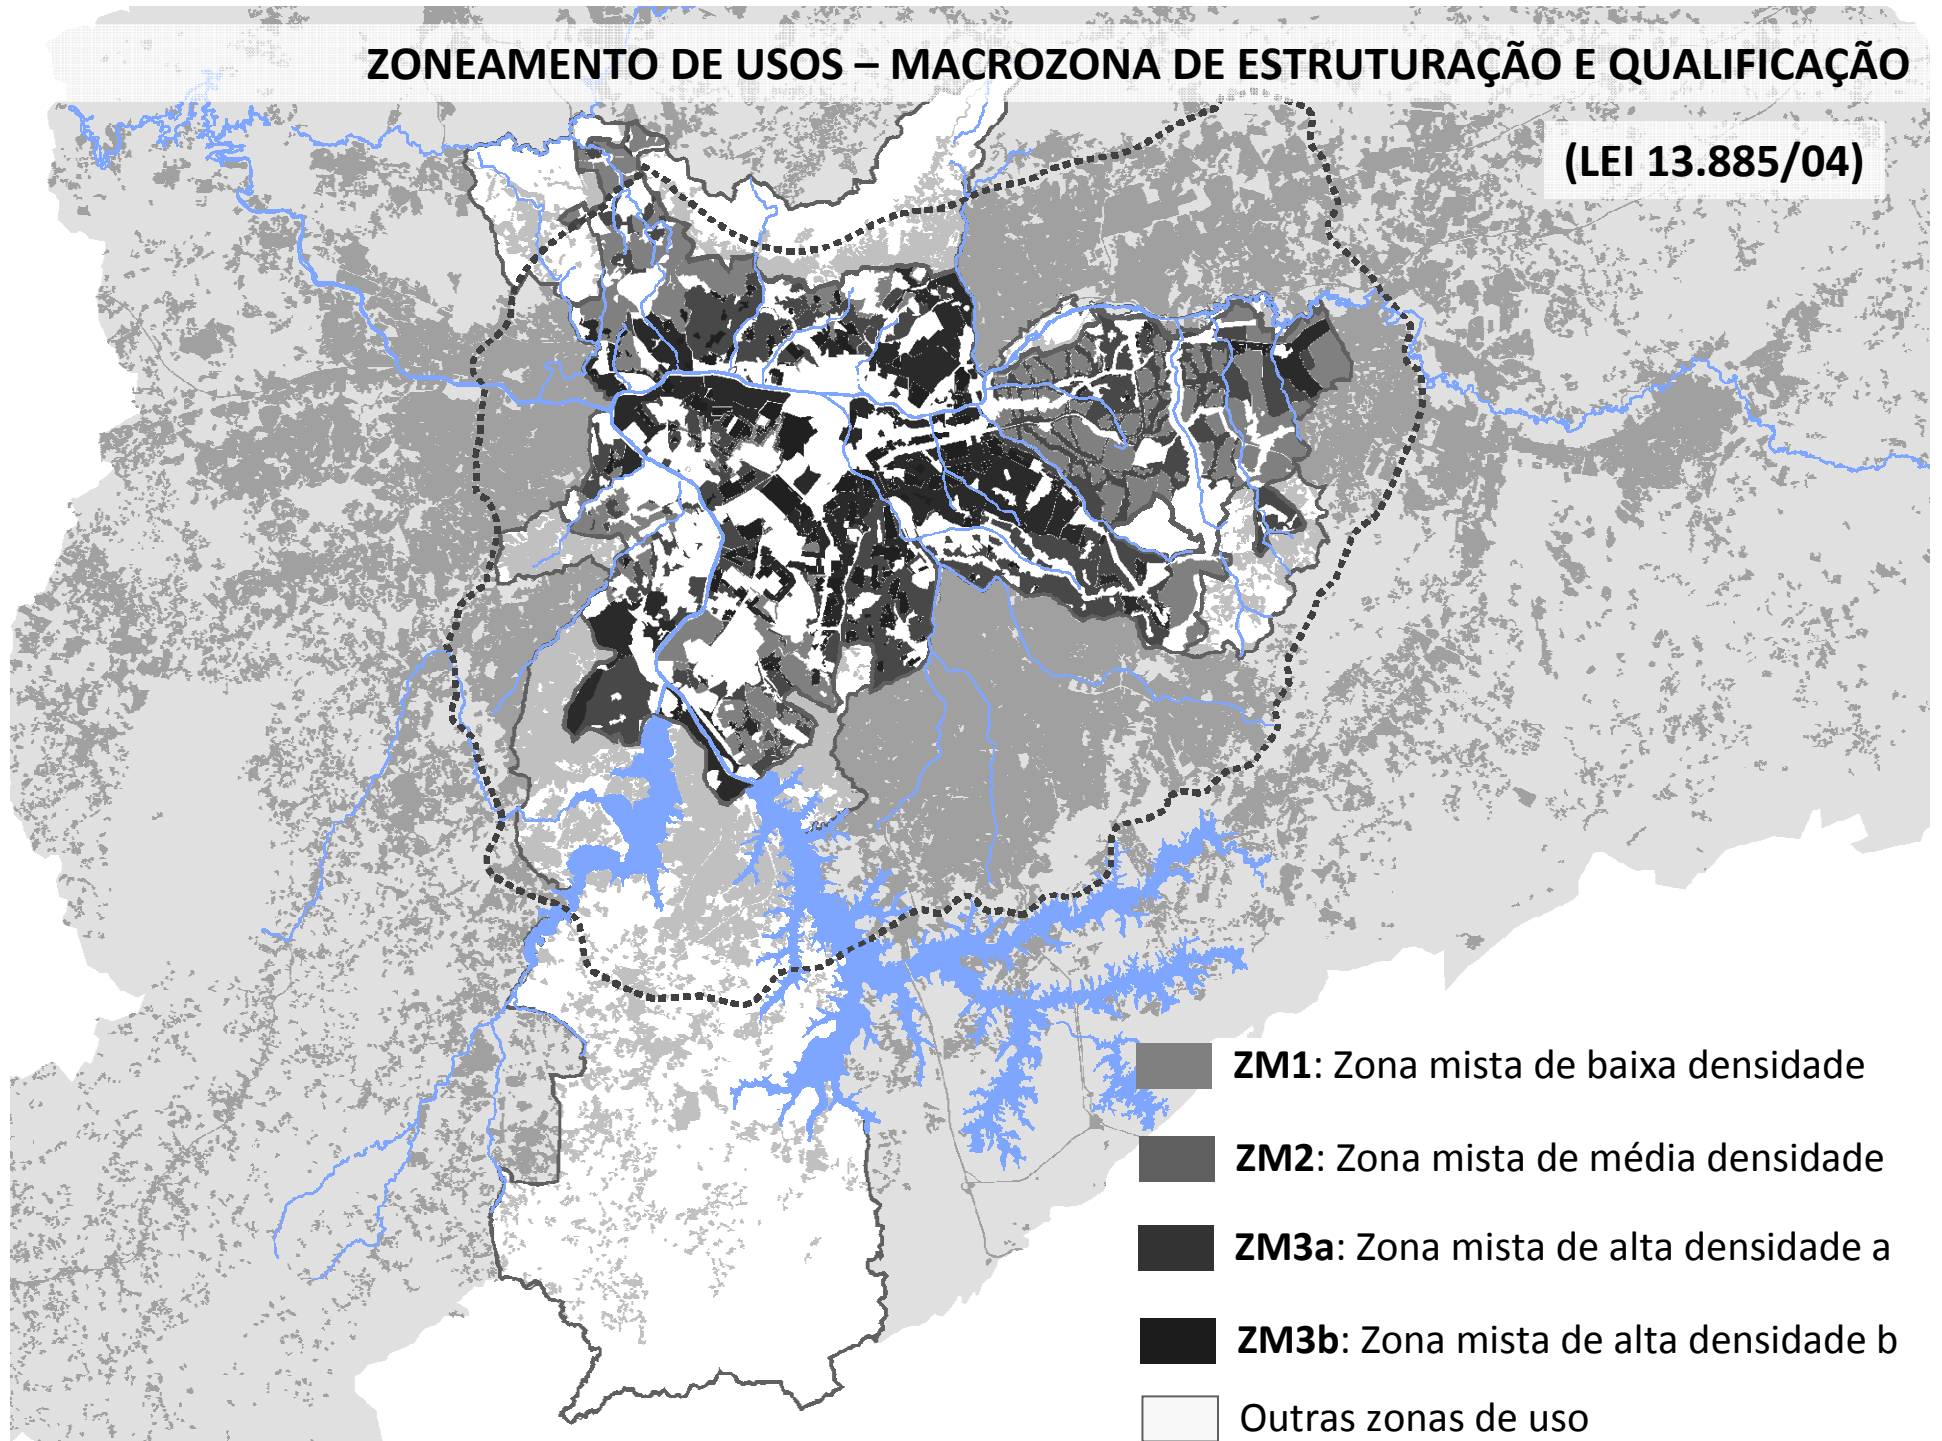 ZONEAMENTO DE USOS – MACROZONA DE ESTRUTURAÇÃO E QUALIFICAÇÃO
(LEI 13.885/04)
ZM1: Zona mista de baixa densidade
ZM2: Zona mista de média densidade
ZM3a: Zona mista de alta densidade a
ZM3b: Zona mista de alta densidade b
Outras zonas de uso